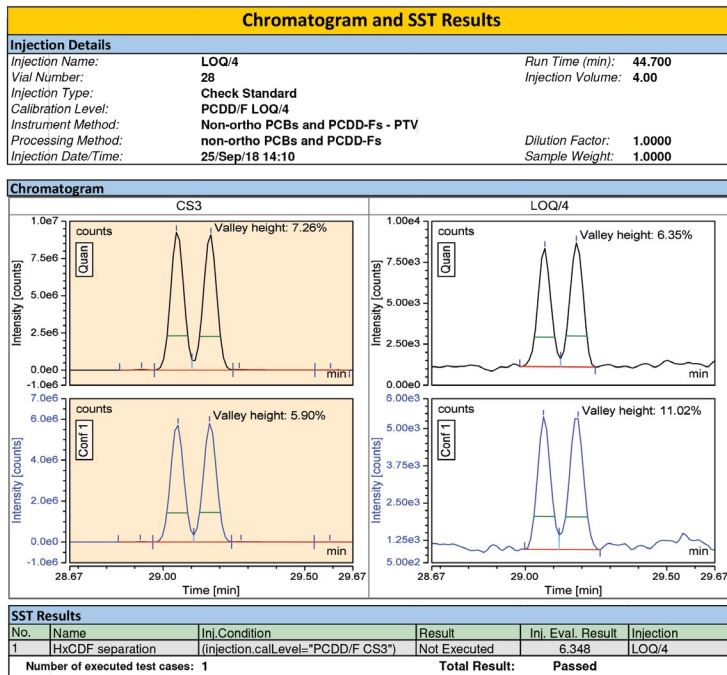 Chromatogram and SST Results
Injection Details
Injection Name: LOQ/4 Run Time (min): 44.700
Vial Number: 28 Injection Volume: 4.00
Injection Type: Check Standard
Calibration Level: PCDD/F LOQ/4
Instrument Method: Non-ortho PCBs and PCDD-Fs - PTV
Processing Method: non-ortho PCBs and PCDD-Fs Dilution Factor: 1.0000
Injection Date/Time: 25/Sep/18 14:10 Sample Weight: 1.0000
Chromatogram
CS3 LOQ/4
1.0e7
counts
Valley height: 7.26%
Quan
7.5e6
5.0e6
2.5e6
0.0e0
-1.0e6
Intensity [counts]
min
1.00e4
counts
Valley height: 6.35%
Quan
7.50e3
5.00e3
2.50e3
0.00e0
Intensity [counts]
min
7.0e6
counts
6.0e6
Valley height: 5.90%
Conf 1
4.0e6
2.0e6
0.0e0
-1.0e6
Intensity [counts]
min
28.67 29.00 29.50 29.67
Time [min]
6.00e3
counts
Valley height: 11.02%
5.00e3
Conf 1
3.75e3
2.50e3
1.25e3
5.00e2
Intensity [counts]
min
28.67 29.00 29.50 29.67
Time [min]
SST Results
No. Name Inj.Condition Result Inj. Eval. Result Injection
1 HxCDF separation (injection.calLevel="PCDD/F CS3") Not Executed 6.348 LOQ/4
Number of executed test cases: 1 Total Result: Passed